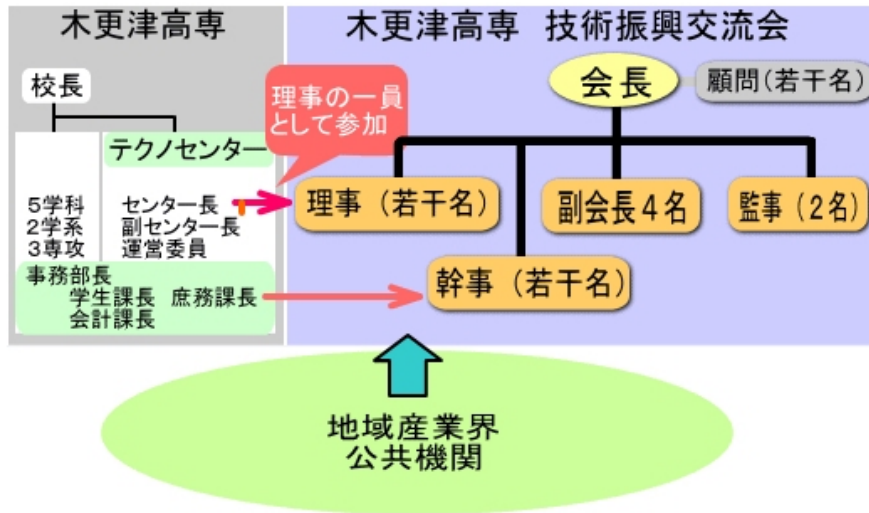 木更津高専
校長
テクノセンター
5学科
2学系
3専攻
センター長
副センター長
運営委員
事務部長
学生課長 庶務課長
会計課長
理事の一員
として参加
木更津高専 技術振興交流会
会長
顧問(若干名)
理事(若干名)
副会長4名
監事(2名)
幹事(若干名)
地域産業界
公共機関